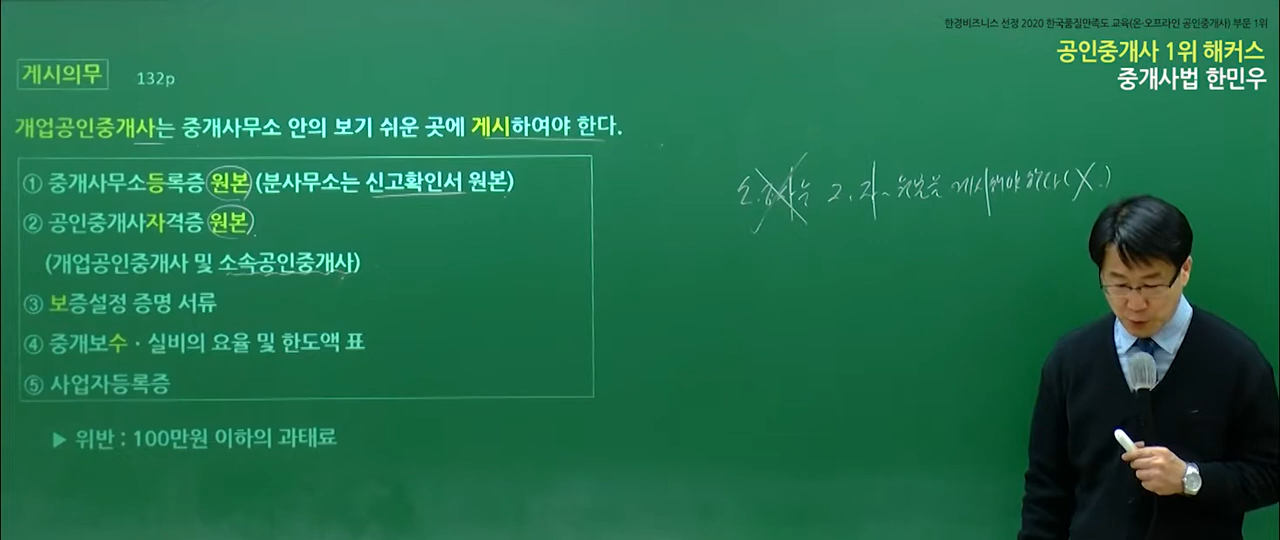 한경비즈니스 선정 2020 한국품질만족도 교육(온·오프라인 공인중개사) 부문 1위
공인중개사 1위 해커스
중개사법 한민우
게시의무 132p
개업공인중개사는 중개사무소 안의 보기 쉬운 곳에 게시하여야 한다.
① 중개사무소등록증 원본 (분사무소는 신고확인서 원본)
② 공인중개사자격증 원본
(개업공인중개사 및 소속공인중개사)
③ 보증설정 증명 서류
④ 중개보수 · 실비의 요율 및 한도액 표
⑤ 사업자등록증
▶ 위반 : 100만원 이하의 과태료
게시해야 한다 (X.)